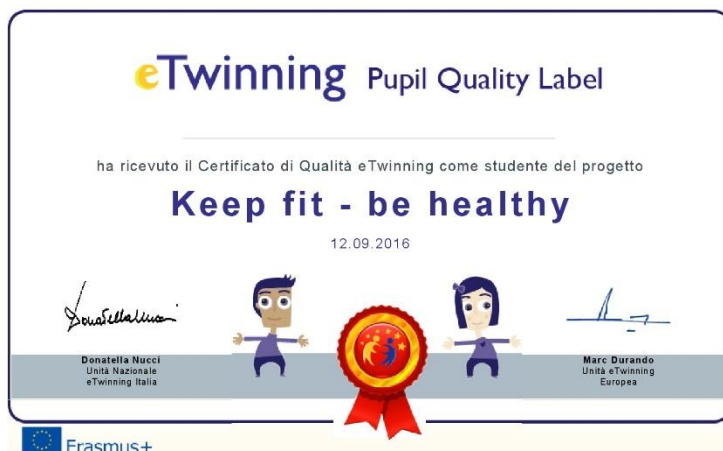 eTwinning Pupil Quality Label
ha ricevuto il Certificato di Qualità eTwinning come studente del progetto
Keep fit - be healthy
12.09.2016
Donatella Nucci
Unità Nazionale
eTwinning Italia
Marc Durando
Unità eTwinning
Europea
Erasmus+